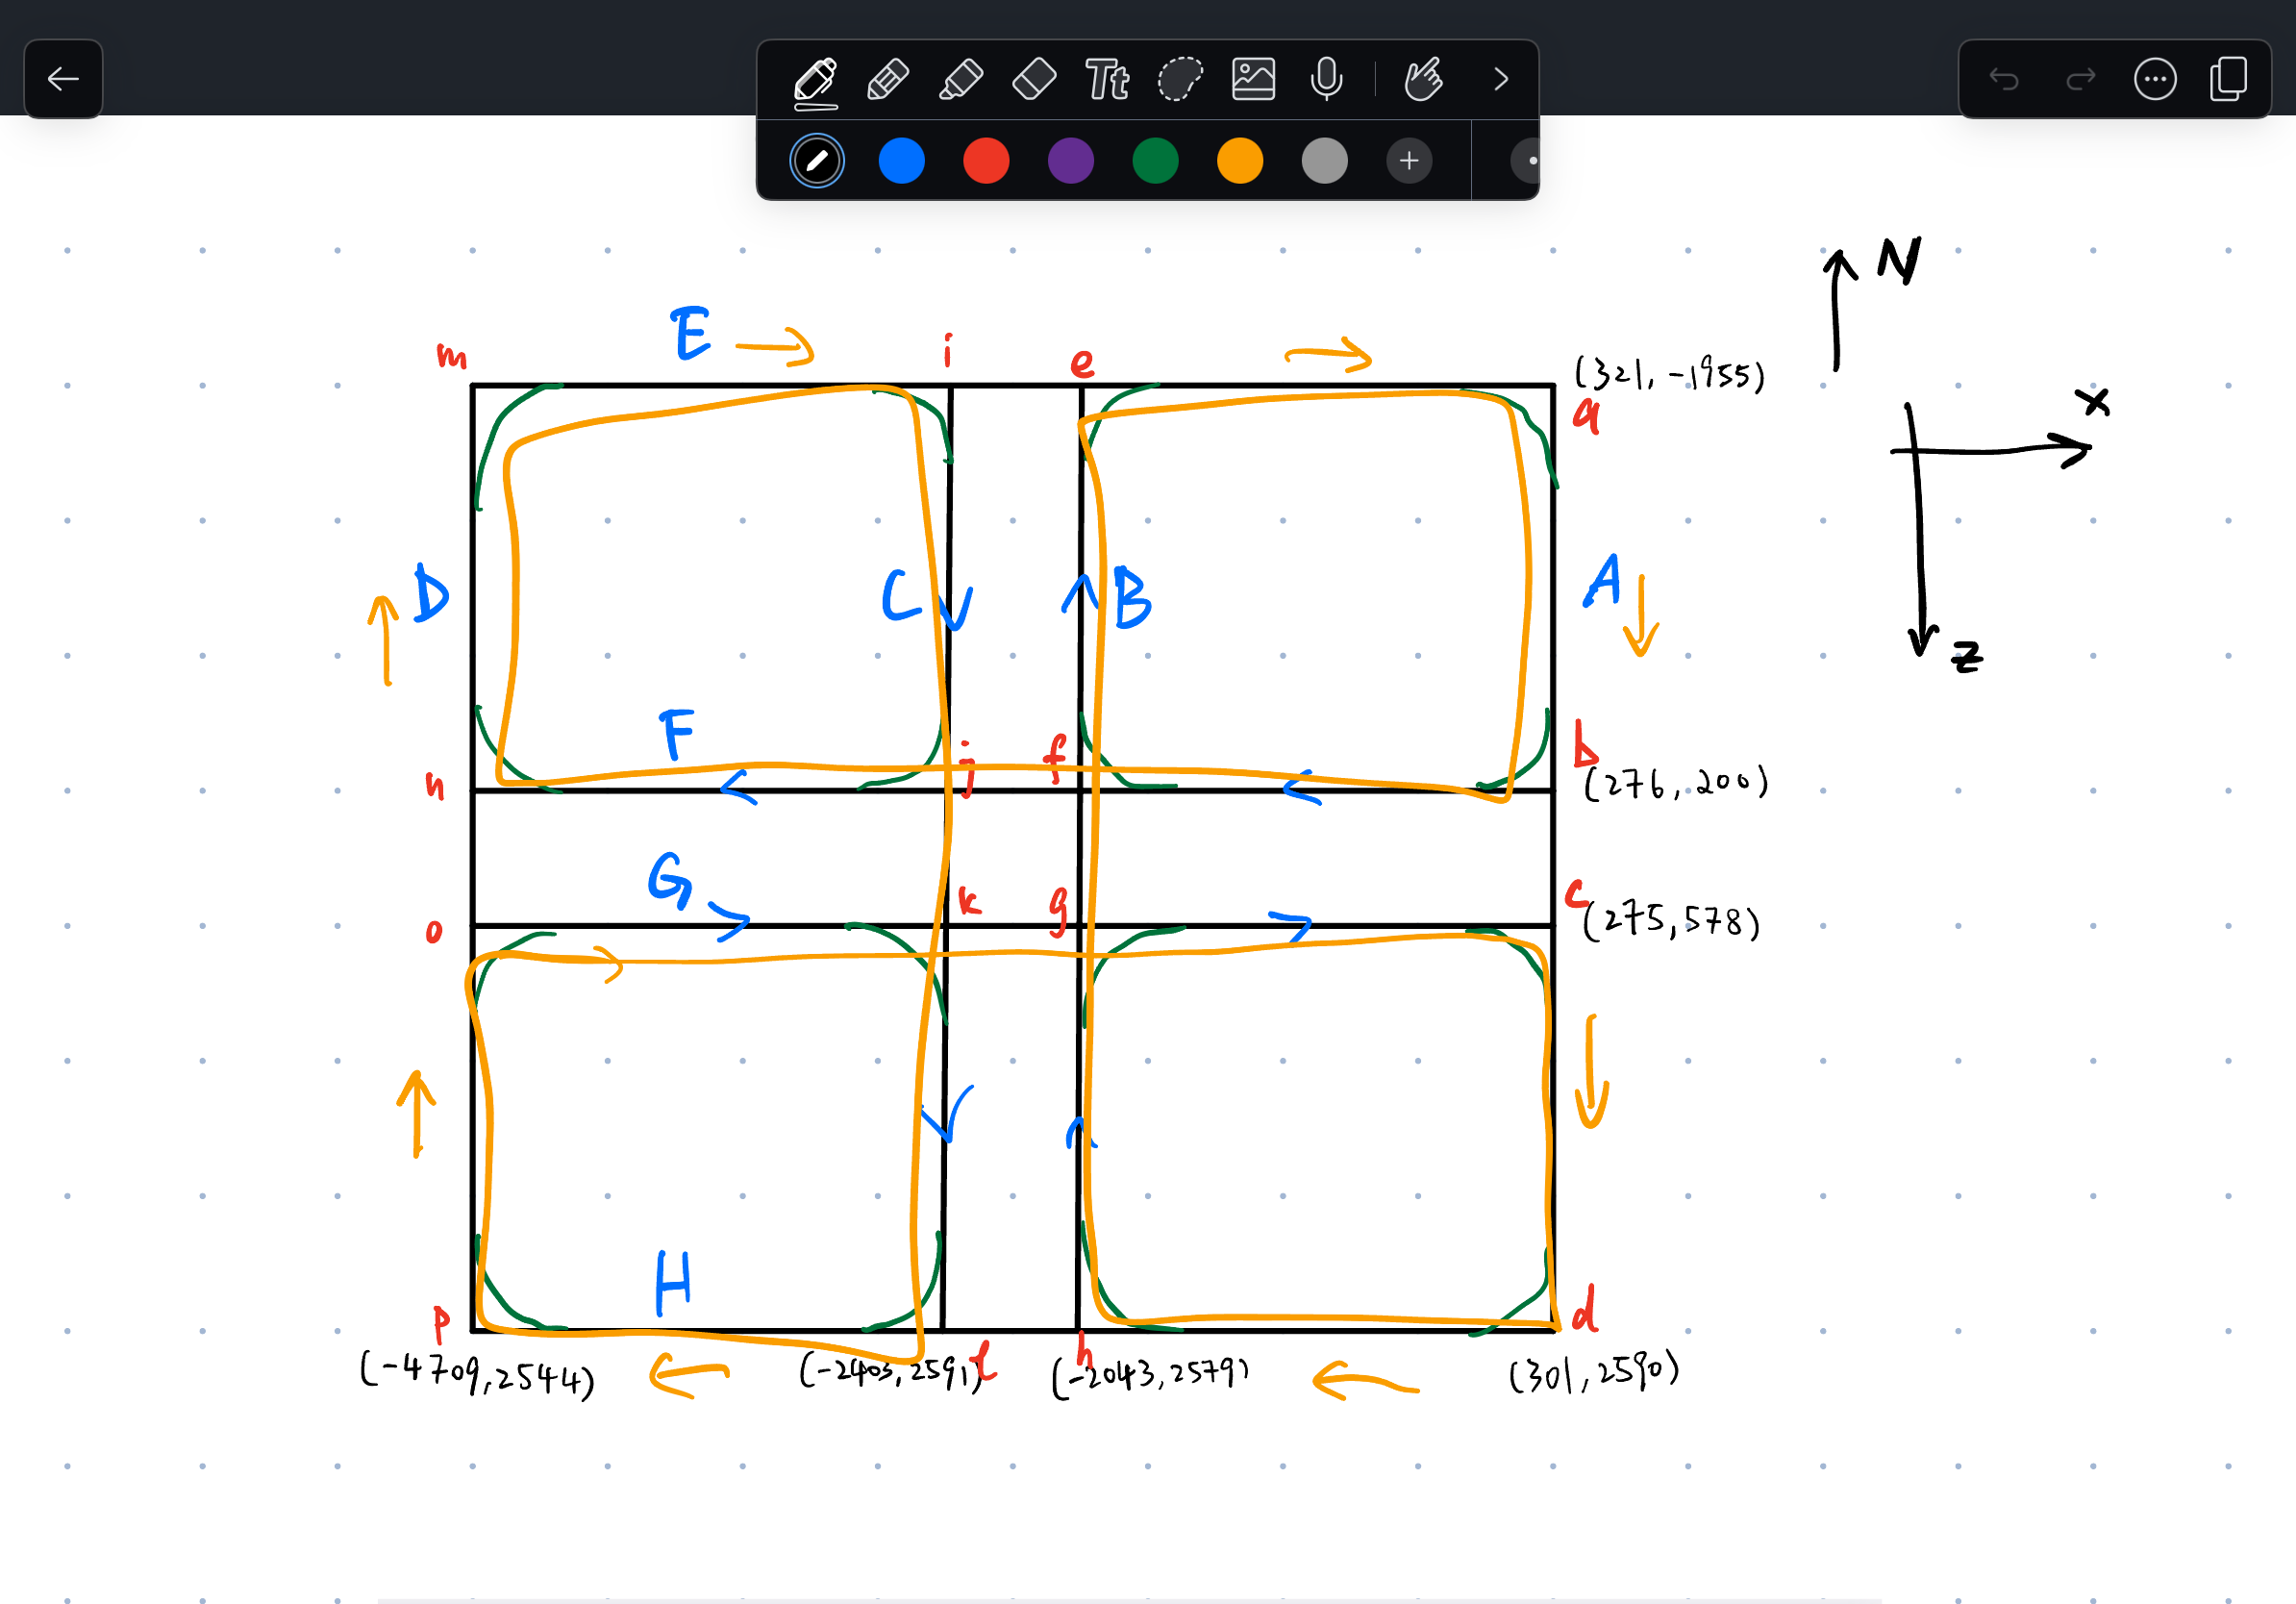 Tt
N
E
m
i
e
(321, -1955)
a
x
D
C
B
A
z
F
j
f
b
n
(276, 200)
G
k
g
c
o
(275, 578)
H
p
l
h
d
(-4709, 2544)
(-2403, 2591)
(-2043, 2579)
(301, 2590)